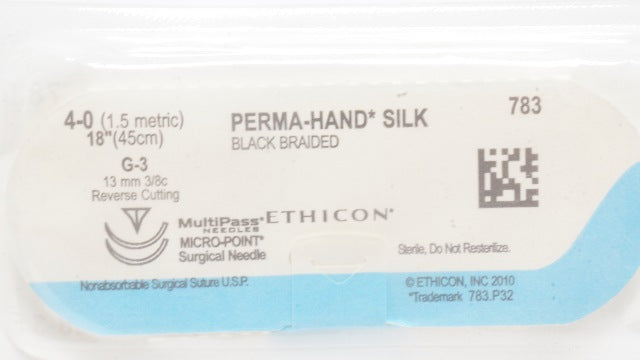 4-0 (1.5 metric)
18"(45cm)
G-3
13 mm 3/8c
Reverse Cutting
MultiPass*
NEEDLES
MICRO-POINT*
Surgical Needle
Nonabsorbable Surgical Suture U.S.P.
PERMA-HAND* SILK
BLACK BRAIDED
ETHICON*
783
Sterile, Do Not Resterilize.
© ETHICON, INC 2010
*Trademark 783.P32